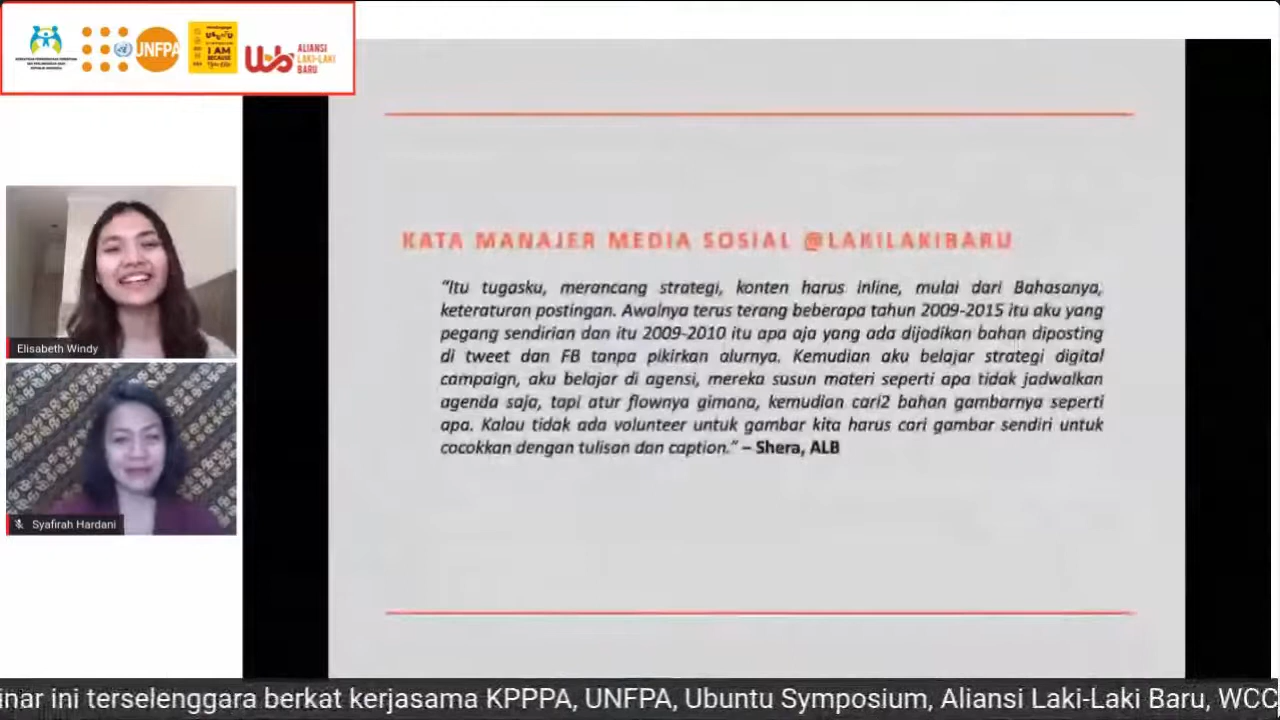 UNFPA
I AM
BECAUSE
ALIANSI
LAKI-LAKI
BARU
KATA MANAJER MEDIA SOSIAL @LAKILAKIBARU
“Itu tugasku, merancang strategi, konten harus inline, mulai dari Bahasanya,
keteraturan postingan. Awalnya terus terang beberapa tahun 2009-2015 itu aku yang
pegang sendirian dan itu 2009-2010 itu apa aja yang ada dijadikan bahan diposting
di tweet dan FB tanpa pikirkan alurnya. Kemudian aku belajar strategi digital
campaign, aku belajar di agensi, mereka susun materi seperti apa tidak jadwalkan
agenda saja, tapi atur flownya gimana, kemudian cari2 bahan gambarnya seperti
apa. Kalau tidak ada volunteer untuk gambar kita harus cari gambar sendiri untuk
cocokkan dengan tulisan dan caption.” – Shera, ALB
Elisabeth Windy
Syafirah Hardani
inar ini terselenggara berkat kerjasama KPPPA, UNFPA, Ubuntu Symposium, Aliansi Laki-Laki Baru, WCC